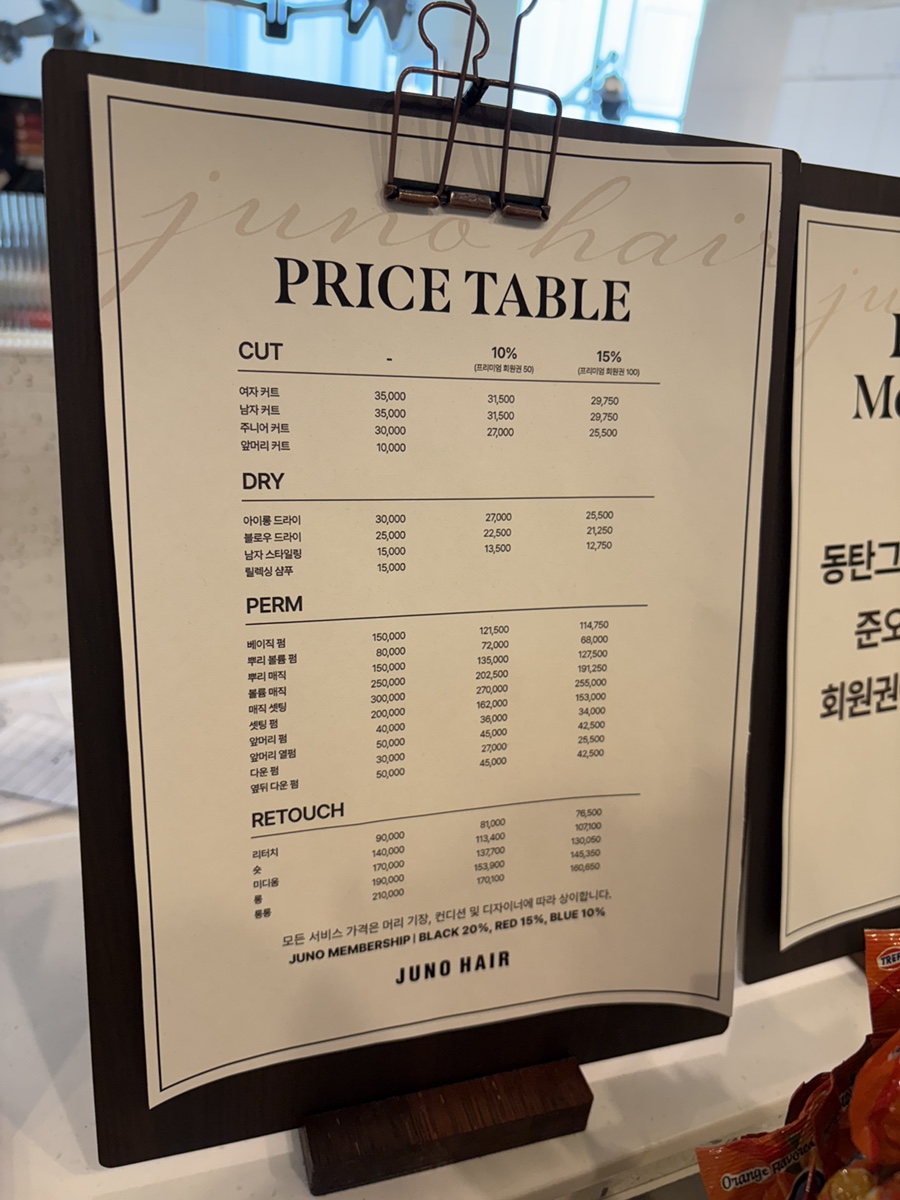 juno hair
PRICE TABLE
CUT - 10% 15%
(프리미엄 회원권 50) (프리미엄 회원권 100)
여자 커트 35,000 31,500 29,750
남자 커트 35,000 31,500 29,750
주니어 커트 30,000 27,000 25,500
앞머리 커트 10,000
DRY
아이롱 드라이 30,000 27,000 25,500
블로우 드라이 25,000 22,500 21,250
남자 스타일링 15,000 13,500 12,750
릴렉싱 샴푸 15,000
PERM
베이직 펌 150,000 121,500 114,750
뿌리 볼륨 펌 80,000 72,000 68,000
뿌리 매직 150,000 135,000 127,500
볼륨 매직 250,000 202,500 191,250
매직 셋팅 300,000 270,000 255,000
셋팅 펌 200,000 162,000 153,000
앞머리 펌 40,000 36,000 34,000
앞머리 열펌 50,000 45,000 42,500
다운 펌 30,000 27,000 25,500
옆뒤 다운 펌 50,000 45,000 42,500
RETOUCH
리터치 90,000 81,000 76,500
숏 140,000 113,400 107,100
미디움 170,000 137,700 130,050
롱 190,000 153,900 145,350
롱롱 210,000 170,100 160,650
모든 서비스 가격은 머리 기장, 컨디션 및 디자이너에 따라 상이합니다.
JUNO MEMBERSHIP | BLACK 20%, RED 15%, BLUE 10%
JUNO HAIR
ju
M
동탄그
준오
회원권
Orange Flavored